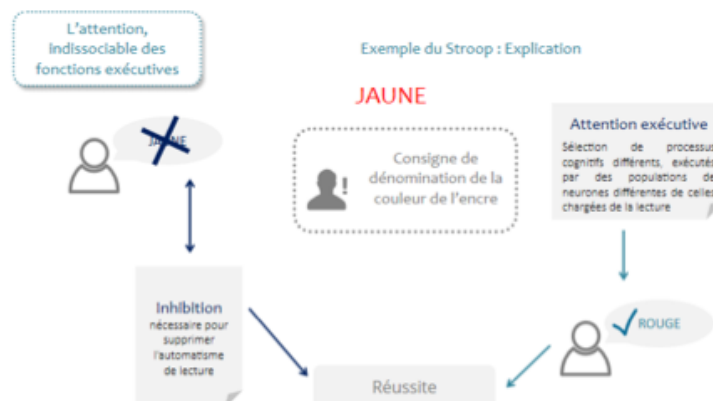 L'attention,
indissociable des
fonctions exécutives
Exemple du Stroop : Explication
JAUNE
JAUNE
Consigne de
dénomination de la
couleur de l'encre
Attention exécutive
Sélection de processus
cognitifs différents, exécutés
par des populations de
neurones différentes de celles
chargées de la lecture
Inhibition
nécessaire pour
supprimer
l'automatisme
de lecture
ROUGE
Réussite